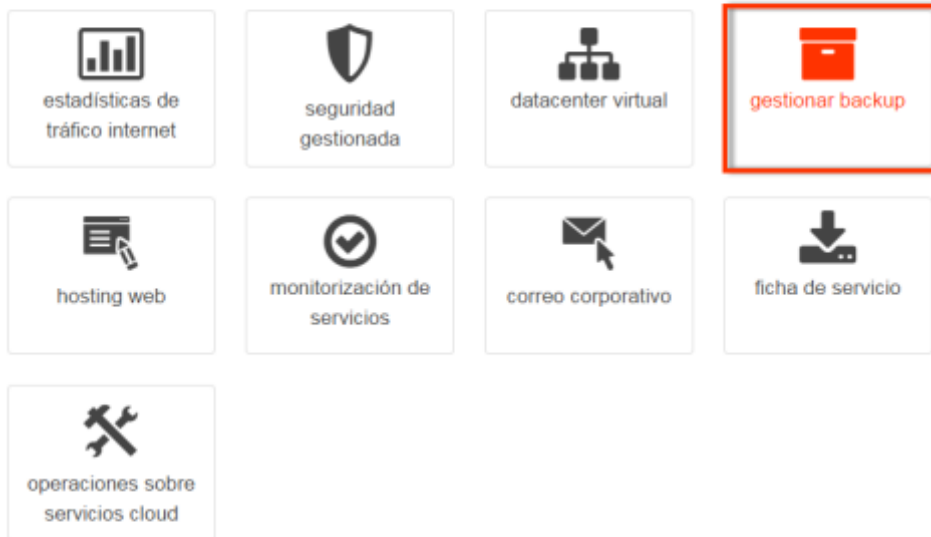 estadísticas de
tráfico internet
seguridad
gestionada
datacenter virtual
gestionar backup
hosting web
monitorización de
servicios
correo corporativo
ficha de servicio
operaciones sobre
servicios cloud